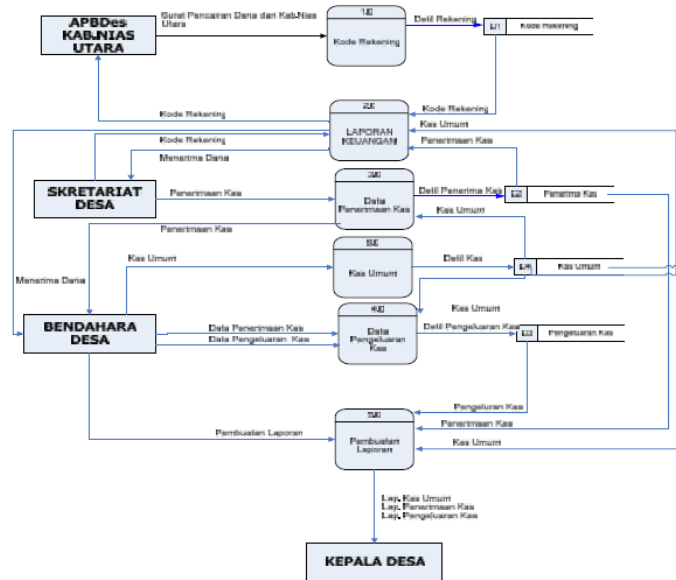 APBDes
KAB.NIAS
UTARA
Surat Pencairan Dana dari Kab.Nias
Utara
1.0
Kode Rekening
Detil Rekening
D1 Kode Rekening
Kode Rekening
2.0
LAPORAN
KEUANGAN
Kode Rekening
Kas Umum
Kode Rekening
Penerimaan Kas
Menerima Dana
SKRETARIAT
DESA
Penerimaan Kas
3.0
Data
Penerimaan Kas
Detil Penerima Kas
D2 Penerima Kas
Kas Umum
Penerimaan Kas
Kas Umum
Kas Umum
Detil Kas
D4 Kas Umum
Menerima Dana
Kas Umum
BENDAHARA
DESA
Data Penerimaan Kas
Data Pengeluaran Kas
4.0
Data
Pengeluaran
Kas
Detil Pengeluaran Kas
D3 Pengeluaran Kas
Pengeluran Kas
Penerimaan Kas
Kas Umum
Pembuatan Laporan
Pembuatan
Laporan
Lap. Kas Umum
Lap. Penerimaan Kas
Lap. Pengeluaran Kas
KEPALA DESA